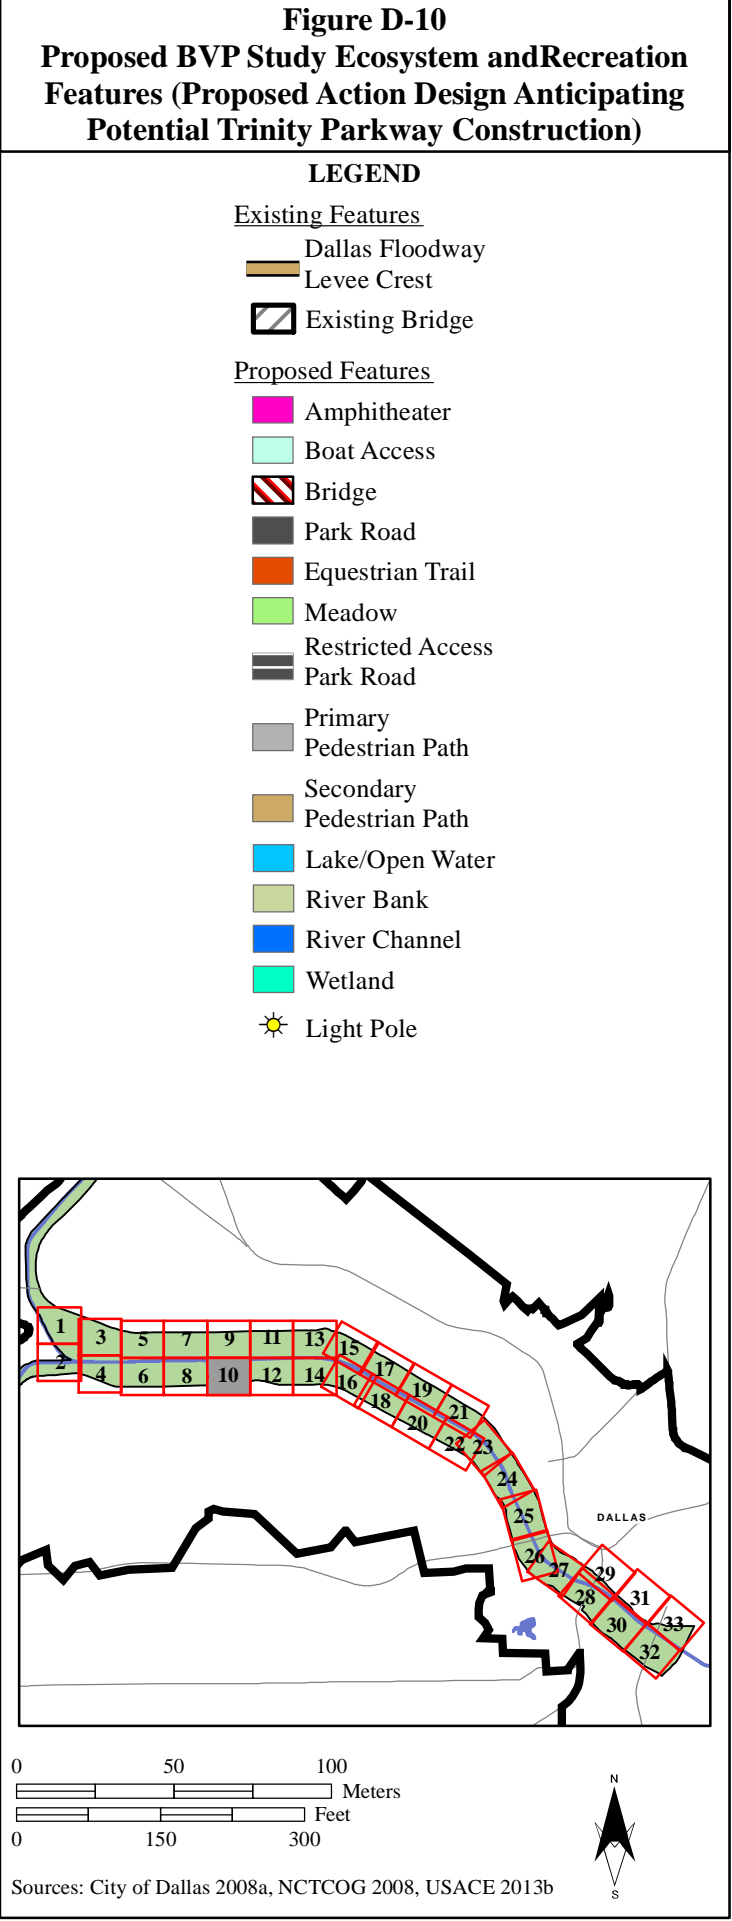 Figure D-10
Proposed BVP Study Ecosystem andRecreation
Features (Proposed Action Design Anticipating
Potential Trinity Parkway Construction)
LEGEND
Existing Features
Dallas Floodway
Levee Crest
Existing Bridge
Proposed Features
Amphitheater
Boat Access
Bridge
Park Road
Equestrian Trail
Meadow
Restricted Access
Park Road
Primary
Pedestrian Path
Secondary
Pedestrian Path
Lake/Open Water
River Bank
River Channel
Wetland
Light Pole
1
3 5 7 9 11 13 15
2 4 6 8 10 12 14 16
17
18
19
20
21
22
23
24
25
DALLAS
26
27
28
29
30
31
32
33
0 50 100
Meters
Feet
0 150 300
N
S
Sources: City of Dallas 2008a, NCTCOG 2008, USACE 2013b